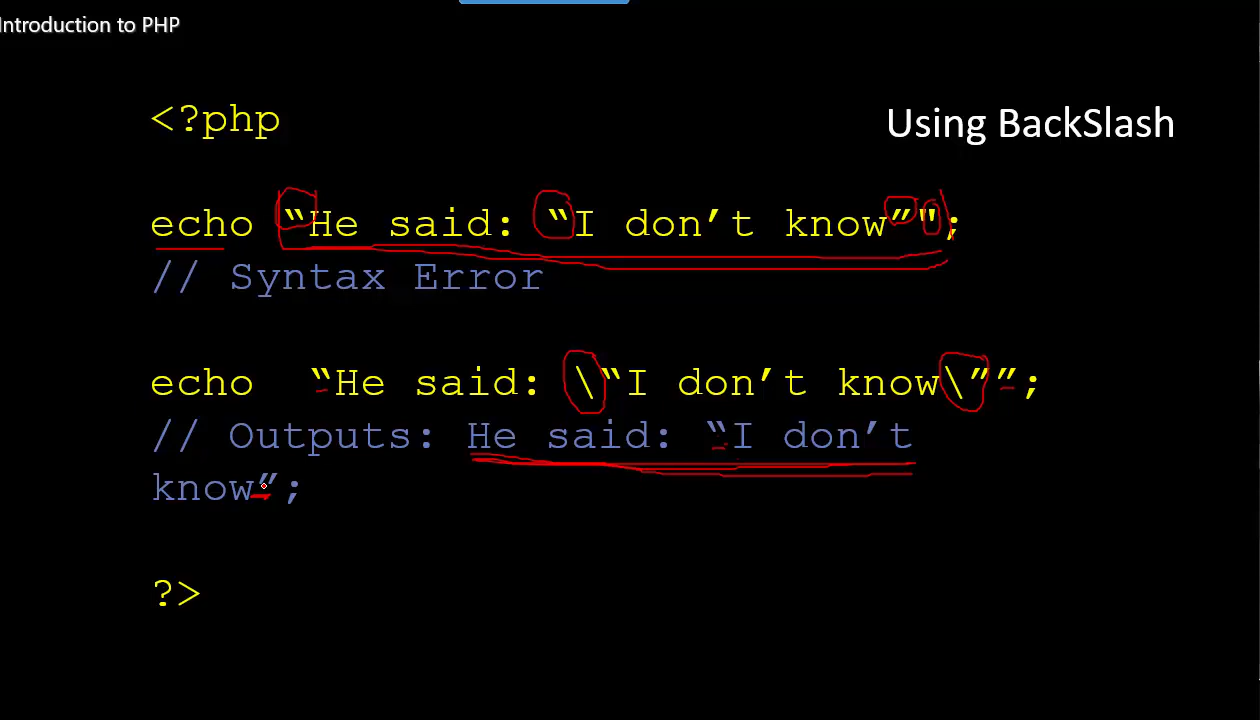 Introduction to PHP
<?php
Using BackSlash
echo “He said: “I don’t know”";
// Syntax Error
echo  “He said: \“I don’t know\””;
// Outputs: He said: “I don’t
know”;
?>